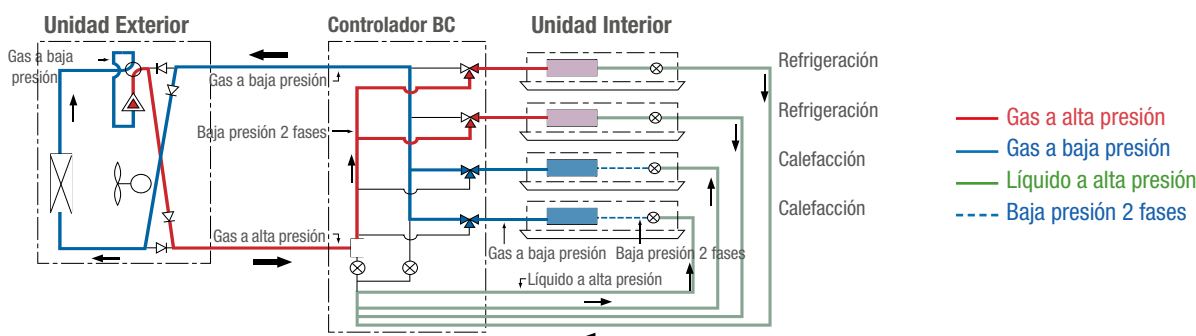 Unidad Exterior
Controlador BC
Unidad Interior
Gas a baja
presión
Gas a baja presión
Baja presión 2 fases
Gas a alta presión
Gas a baja presión
Baja presión 2 fases
Líquido a alta presión
Refrigeración
Refrigeración
Calefacción
Calefacción
Gas a alta presión
Gas a baja presión
Líquido a alta presión
Baja presión 2 fases